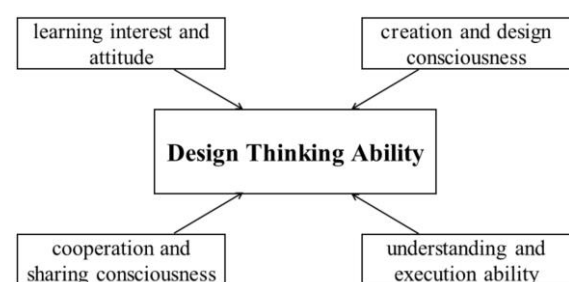 learning interest and
attitude
creation and design
consciousness
Design Thinking Ability
cooperation and
sharing consciousness
understanding and
execution ability